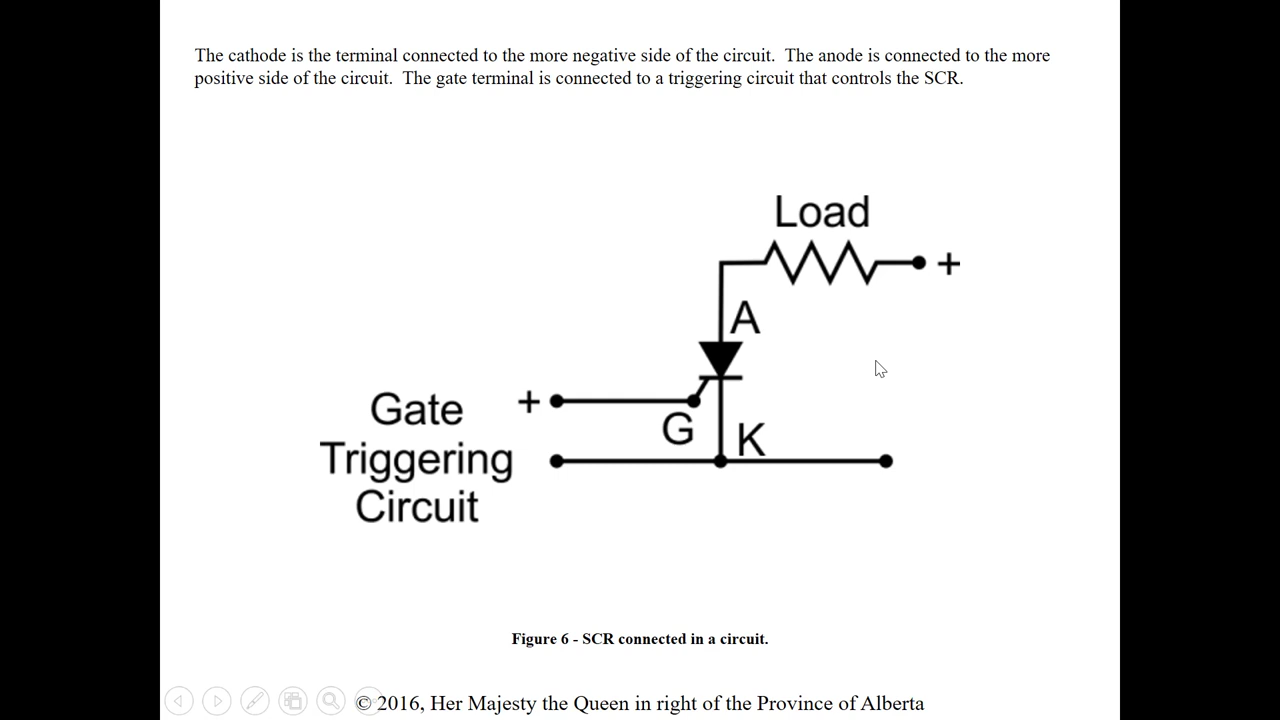 The cathode is the terminal connected to the more negative side of the circuit.  The anode is connected to the more
positive side of the circuit.  The gate terminal is connected to a triggering circuit that controls the SCR.
Load
+
A
Gate
+
G
K
Triggering
Circuit
Figure 6 - SCR connected in a circuit.
© 2016, Her Majesty the Queen in right of the Province of Alberta